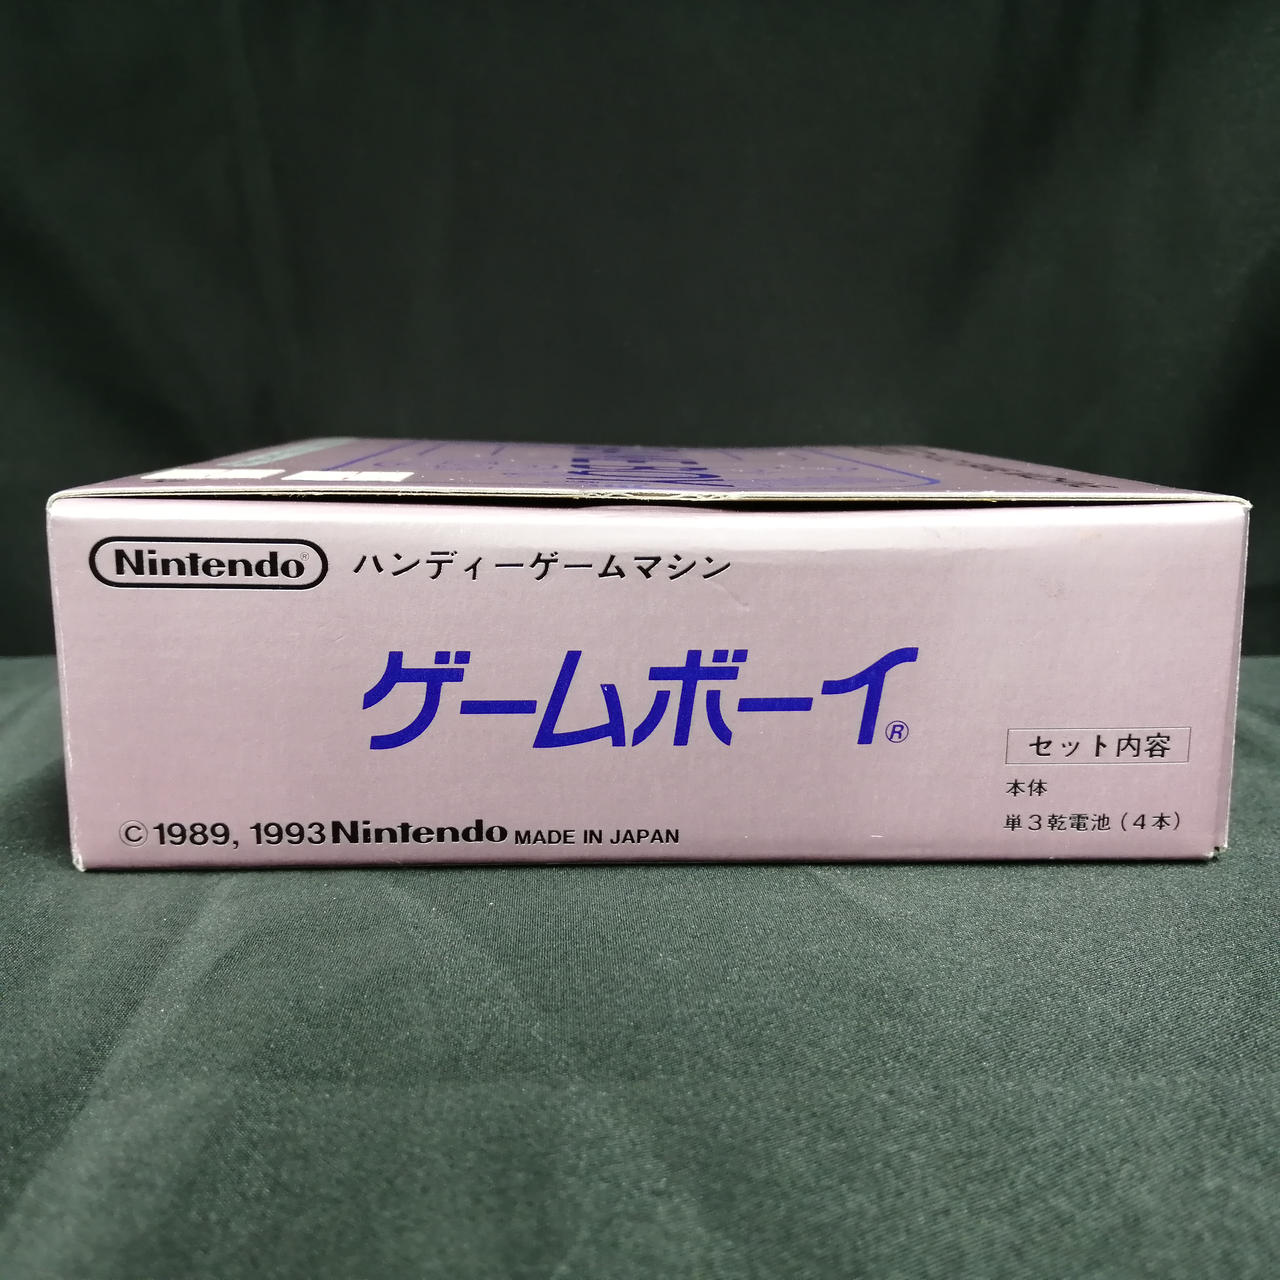 Nintendo® ハンディーゲームマシン
ゲームボーイ®
セット内容
本体
単3乾電池(4本)
©1989, 1993 Nintendo MADE IN JAPAN